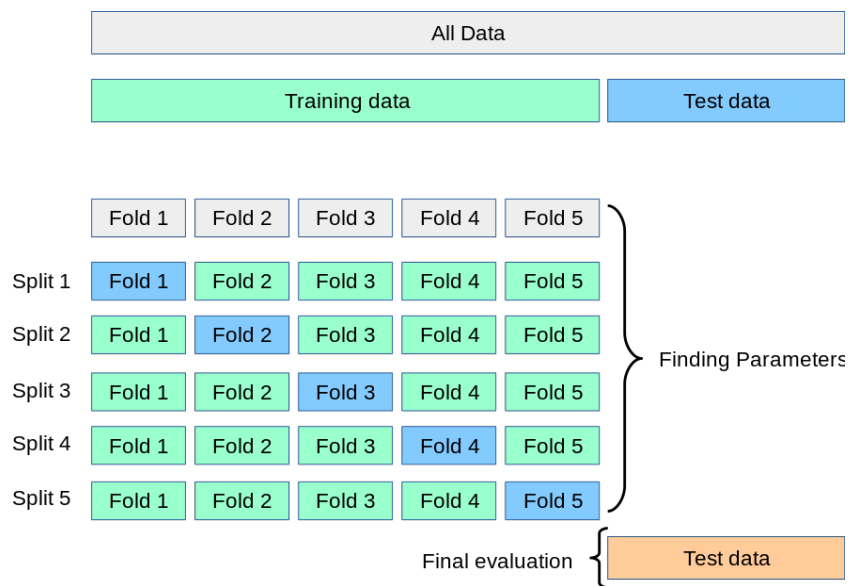 All Data
Training data Test data
Fold 1 Fold 2 Fold 3 Fold 4 Fold 5
Split 1 Fold 1 Fold 2 Fold 3 Fold 4 Fold 5
Split 2 Fold 1 Fold 2 Fold 3 Fold 4 Fold 5
Finding Parameters
Split 3 Fold 1 Fold 2 Fold 3 Fold 4 Fold 5
Split 4 Fold 1 Fold 2 Fold 3 Fold 4 Fold 5
Split 5 Fold 1 Fold 2 Fold 3 Fold 4 Fold 5
Final evaluation Test data